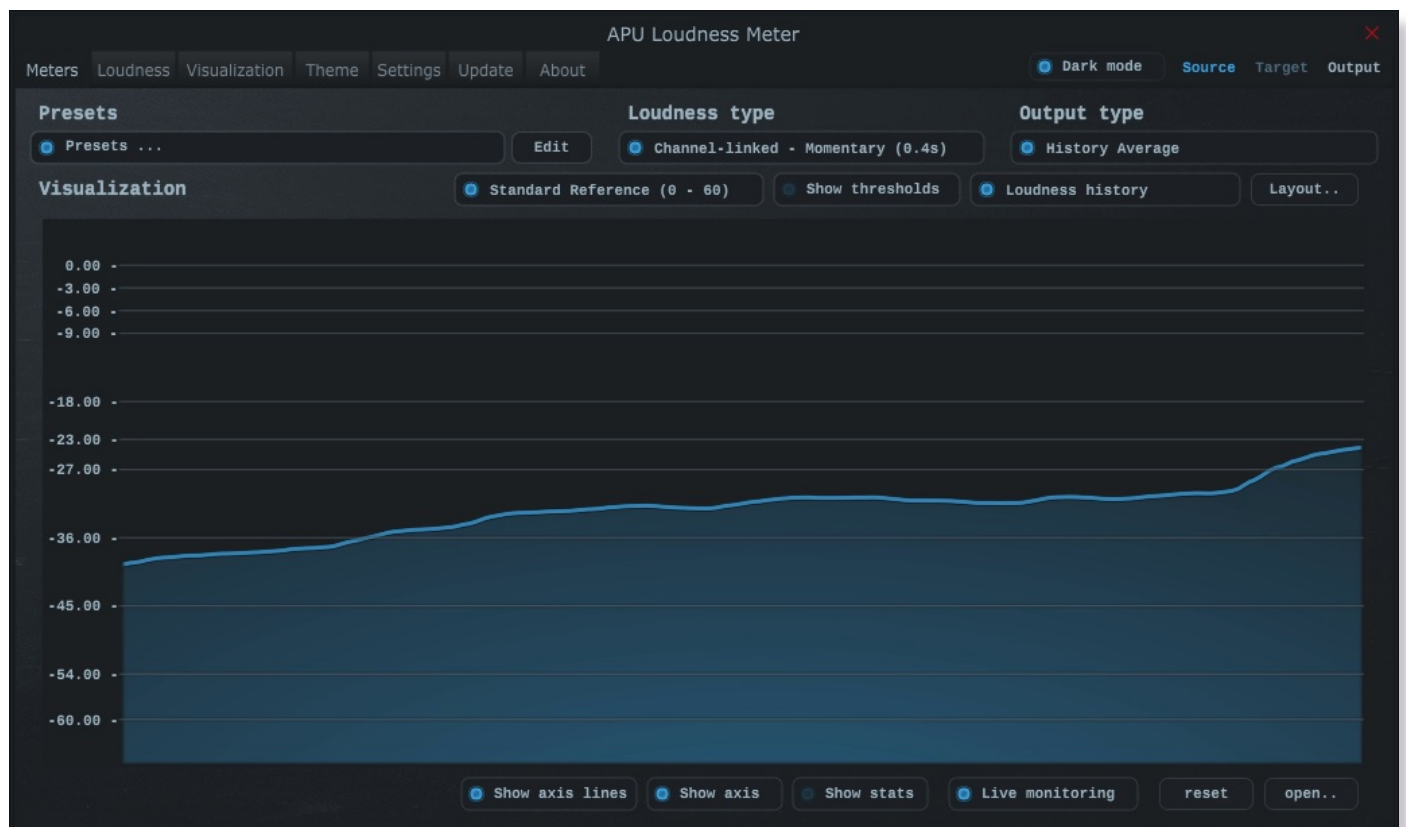 APU Loudness Meter
Meters Loudness Visualization Theme Settings Update About Dark mode Source Target Output
Presets Loudness type Output type
Presets ... Edit Channel-linked - Momentary (0.4s) History Average
Visualization Standard Reference (0 - 60) Show thresholds Loudness history Layout..
0.00 -
-3.00 -
-6.00 -
-9.00 -
-18.00 -
-23.00 -
-27.00 -
-36.00 -
-45.00 -
-54.00 -
-60.00 -
Show axis lines Show axis Show stats Live monitoring reset open..